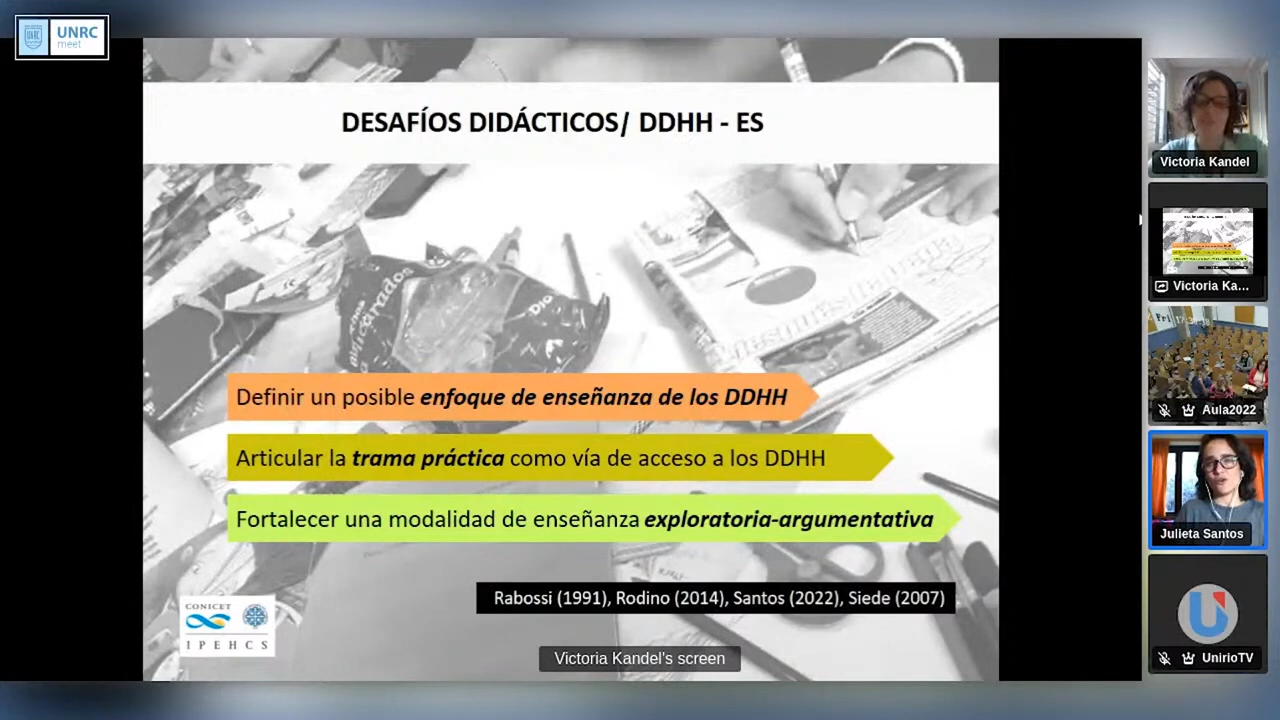 UNRC
UNRC
meet
DESAFÍOS DIDÁCTICOS/ DDHH - ES
Definir un posible enfoque de enseñanza de los DDHH
Articular la trama práctica como vía de acceso a los DDHH
Fortalecer una modalidad de enseñanza exploratoria-argumentativa
Rabossi (1991), Rodino (2014), Santos (2022), Siede (2007)
CONICET
I P E H C S
Victoria Kandel's screen
Victoria Kandel
Victoria Ka...
Aula2022
Julieta Santos
UnirioTV